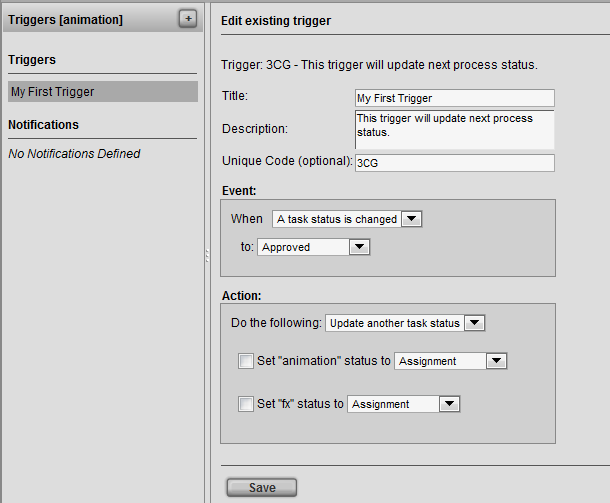 Triggers [animation]
+
Triggers
My First Trigger
Notifications
No Notifications Defined
Edit existing trigger
Trigger: 3CG - This trigger will update next process status.
Title: My First Trigger
Description: This trigger will update next process
status.
Unique Code (optional): 3CG
Event:
When A task status is changed
to: Approved
Action:
Do the following: Update another task status
Set "animation" status to Assignment
Set "fx" status to Assignment
Save